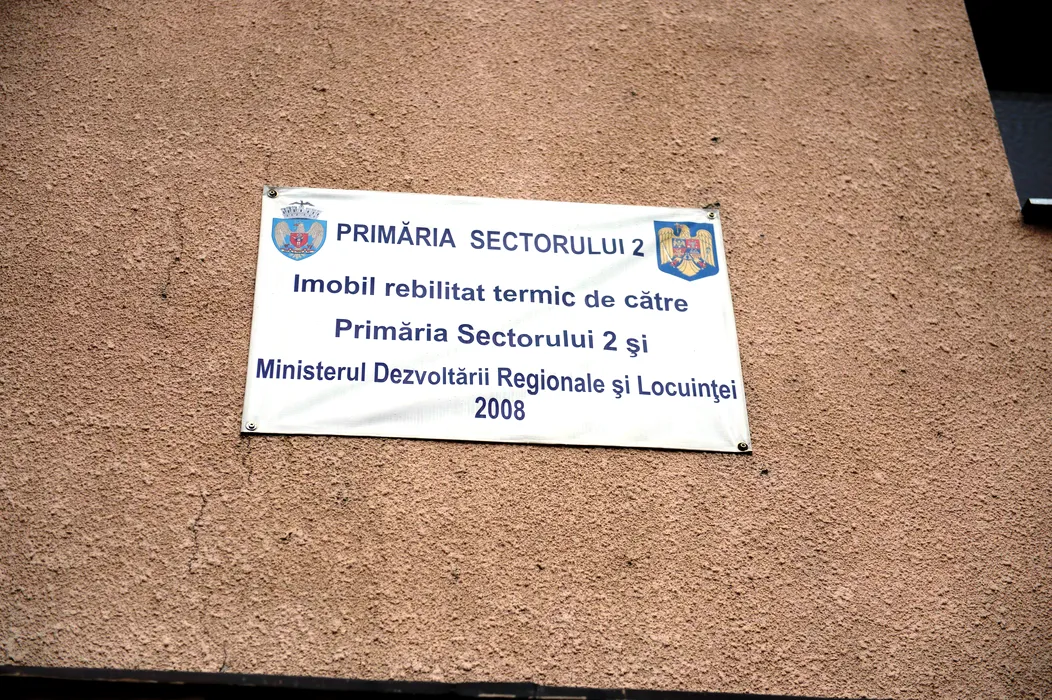 PRIMĂRIA SECTORULUI 2
Imobil rebilitat termic de către
Primăria Sectorului 2 şi
Ministerul Dezvoltării Regionale şi Locuinţei
2008